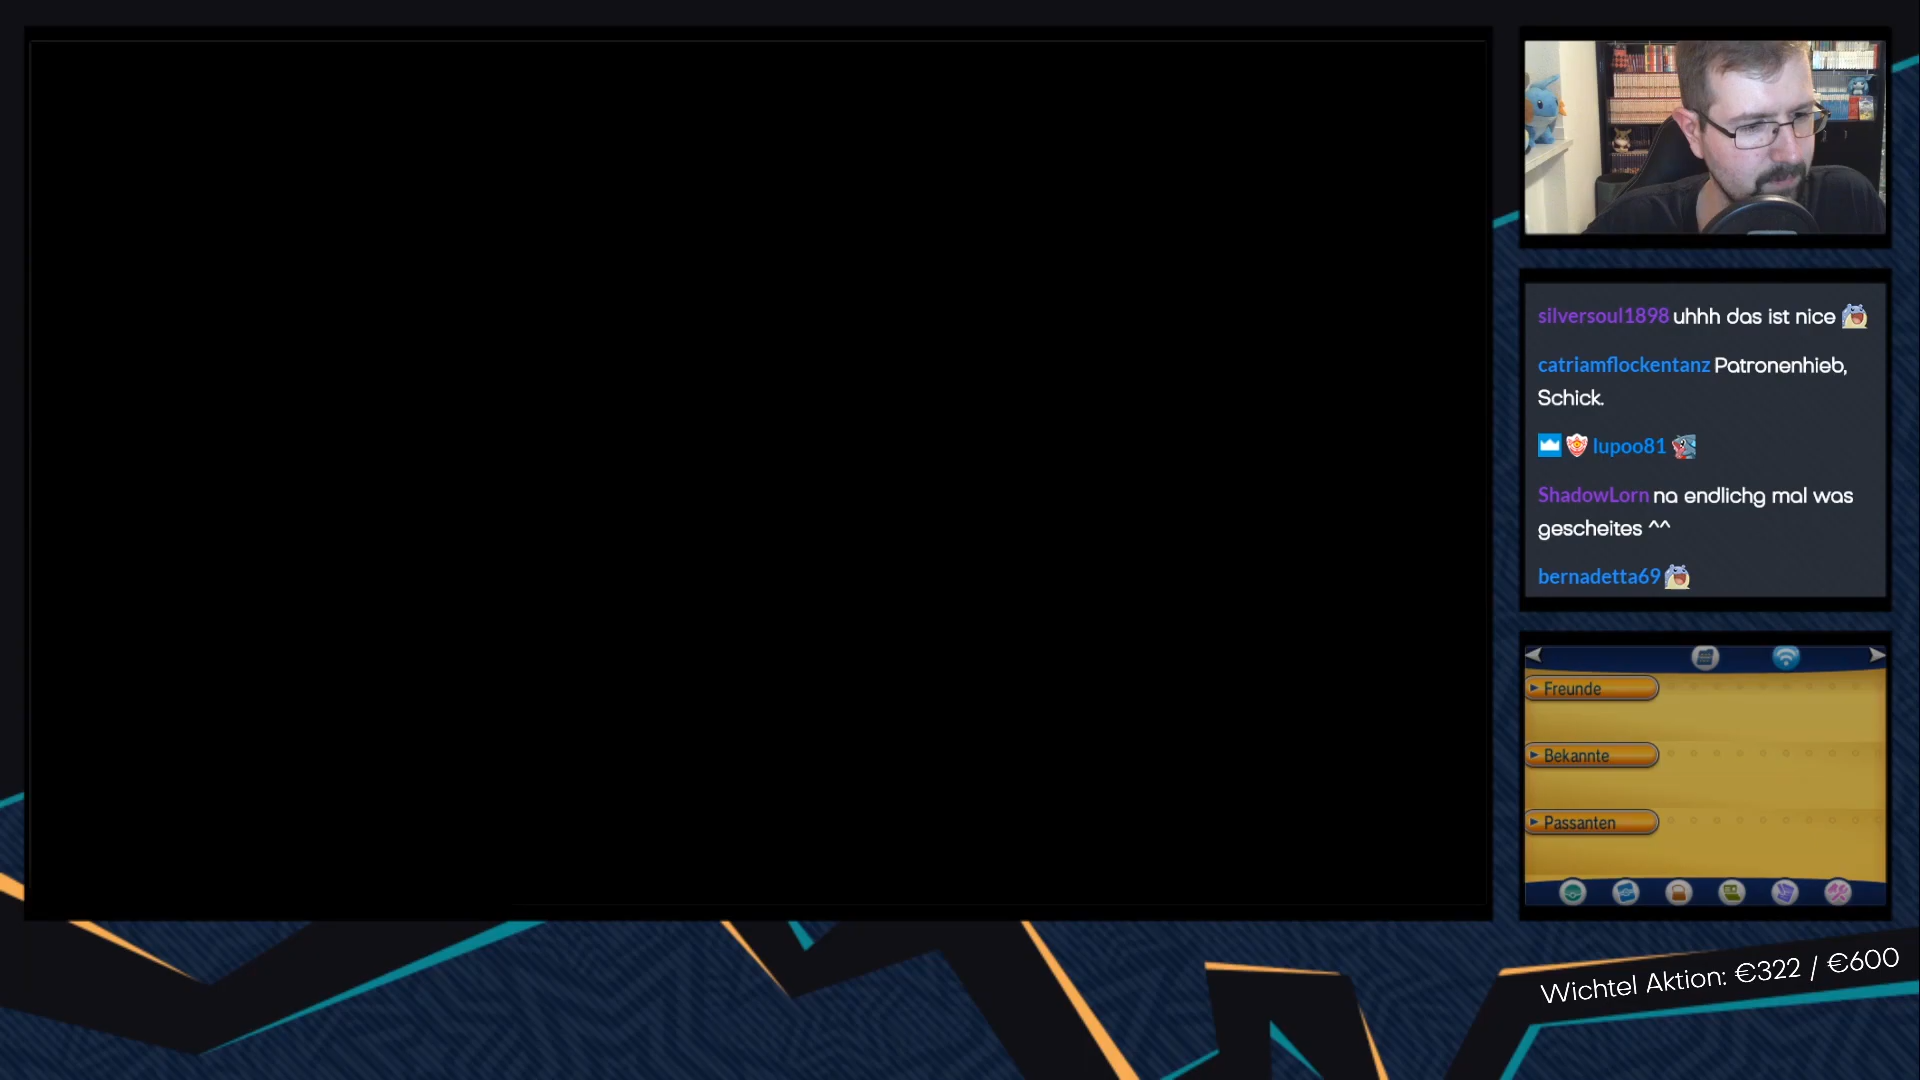 silversoul1898 uhhh das ist nice
catriamflockentanz Patronenhieb,
Schick.
lupoo81
ShadowLorn na endlichg mal was
gescheites ^^
bernadetta69
Freunde
Bekannte
Passanten
Wichtel Aktion: €322 / €600